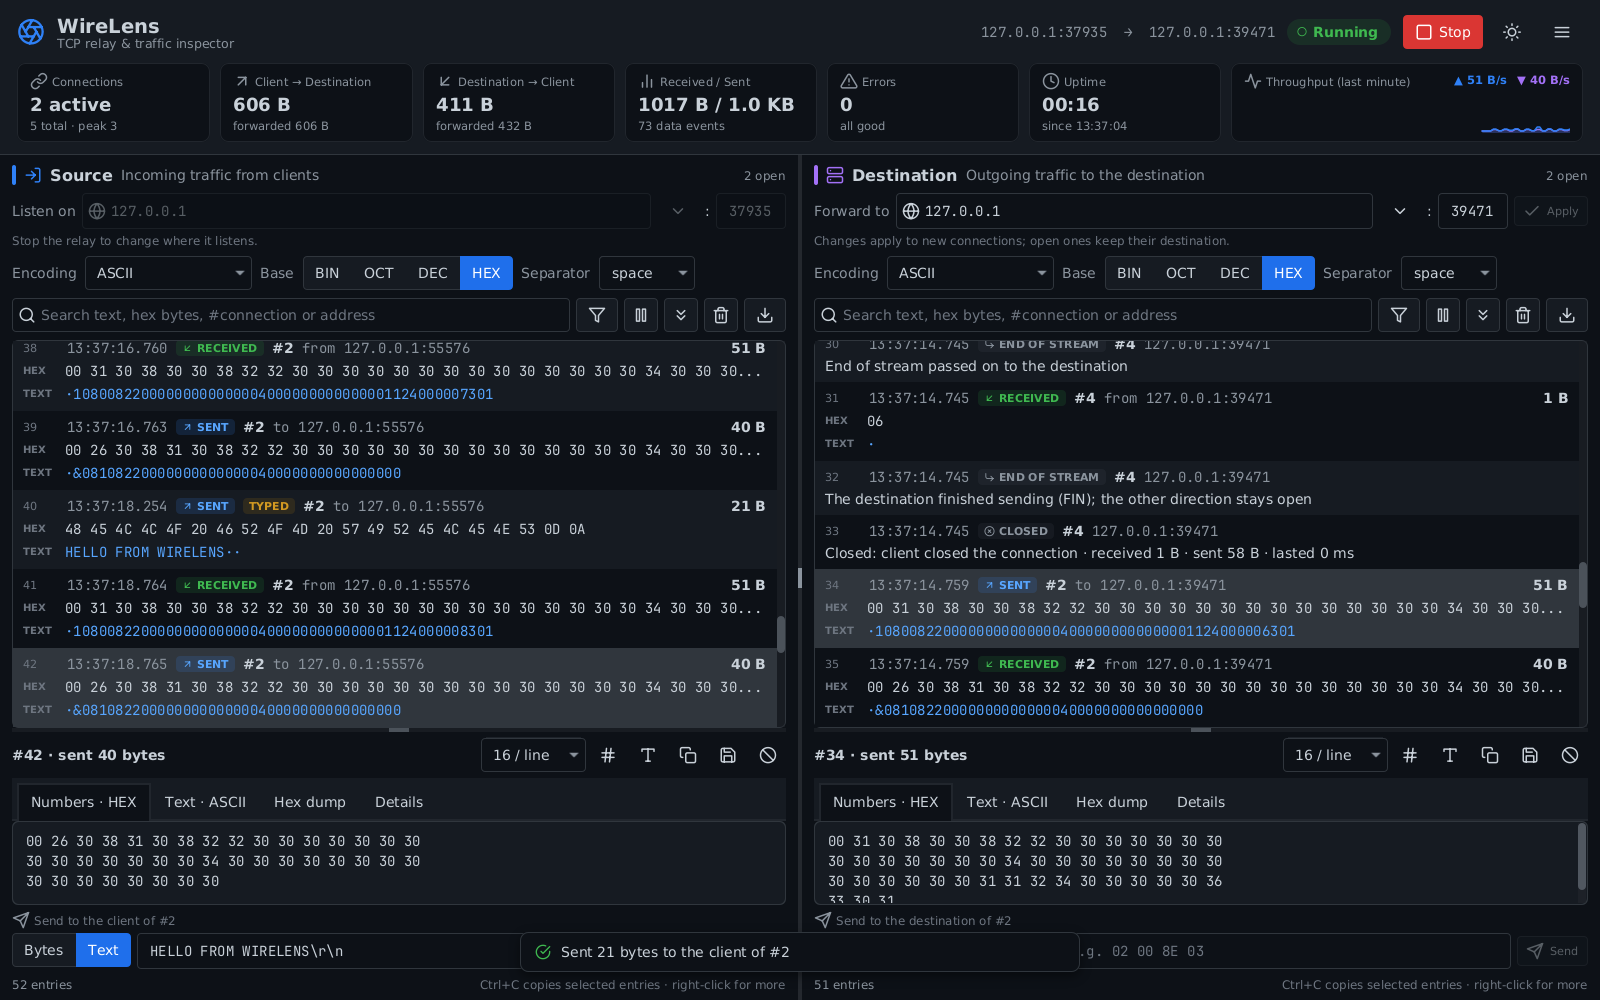 WireLens
TCP relay & traffic inspector
127.0.0.1:37935 → 127.0.0.1:39471
Running
Stop
Connections
2 active
5 total · peak 3
Client → Destination
606 B
forwarded 606 B
Destination → Client
411 B
forwarded 432 B
Received / Sent
1017 B / 1.0 KB
73 data events
Errors
0
all good
Uptime
00:16
since 13:37:04
Throughput (last minute)
▲ 51 B/s ▼ 40 B/s
Source Incoming traffic from clients 2 open
Listen on 127.0.0.1 : 37935
Stop the relay to change where it listens.
Encoding ASCII Base BIN OCT DEC HEX Separator space
Search text, hex bytes, #connection or address
38 13:37:16.760 RECEIVED #2 from 127.0.0.1:55576 51 B
HEX 00 31 30 38 30 30 38 32 32 30 30 30 30 30 30 30 30 30 30 30 30 30 30 34 30 30 30...
TEXT ·10800822000000000000004000000000000001124000007301
39 13:37:16.763 SENT #2 to 127.0.0.1:55576 40 B
HEX 00 26 30 38 31 30 38 32 32 30 30 30 30 30 30 30 30 30 30 30 30 30 30 34 30 30 30...
TEXT ·&08108220000000000000040000000000000000
40 13:37:18.254 SENT TYPED #2 to 127.0.0.1:55576 21 B
HEX 48 45 4C 4C 4F 20 46 52 4F 4D 20 57 49 52 45 4C 45 4E 53 0D 0A
TEXT HELLO FROM WIRELENS··
41 13:37:18.764 RECEIVED #2 from 127.0.0.1:55576 51 B
HEX 00 31 30 38 30 30 38 32 32 30 30 30 30 30 30 30 30 30 30 30 30 30 30 34 30 30 30...
TEXT ·10800822000000000000004000000000000001124000008301
42 13:37:18.765 SENT #2 to 127.0.0.1:55576 40 B
HEX 00 26 30 38 31 30 38 32 32 30 30 30 30 30 30 30 30 30 30 30 30 30 30 34 30 30 30...
TEXT ·&08108220000000000000040000000000000000
#42 · sent 40 bytes 16 / line
Numbers · HEX Text · ASCII Hex dump Details
00 26 30 38 31 30 38 32 32 30 30 30 30 30 30 30
30 30 30 30 30 30 30 34 30 30 30 30 30 30 30 30
30 30 30 30 30 30 30 30
Send to the client of #2
Bytes Text HELLO FROM WIRELENS\r\n
52 entries Ctrl+C copies selected entries · right-click for more
Destination Outgoing traffic to the destination 2 open
Forward to 127.0.0.1 : 39471 Apply
Changes apply to new connections; open ones keep their destination.
Encoding ASCII Base BIN OCT DEC HEX Separator space
Search text, hex bytes, #connection or address
30 13:37:14.745 END OF STREAM #4 127.0.0.1:39471
End of stream passed on to the destination
31 13:37:14.745 RECEIVED #4 from 127.0.0.1:39471 1 B
HEX 06
TEXT ·
32 13:37:14.745 END OF STREAM #4 127.0.0.1:39471
The destination finished sending (FIN); the other direction stays open
33 13:37:14.745 CLOSED #4 127.0.0.1:39471
Closed: client closed the connection · received 1 B · sent 58 B · lasted 0 ms
34 13:37:14.759 SENT #2 to 127.0.0.1:39471 51 B
HEX 00 31 30 38 30 30 38 32 32 30 30 30 30 30 30 30 30 30 30 30 30 30 30 34 30 30 30...
TEXT ·10800822000000000000004000000000000001124000006301
35 13:37:14.759 RECEIVED #2 from 127.0.0.1:39471 40 B
HEX 00 26 30 38 31 30 38 32 32 30 30 30 30 30 30 30 30 30 30 30 30 30 30 34 30 30 30...
TEXT ·&08108220000000000000040000000000000000
#34 · sent 51 bytes 16 / line
Numbers · HEX Text · ASCII Hex dump Details
00 31 30 38 30 30 38 32 32 30 30 30 30 30 30 30
30 30 30 30 30 30 30 34 30 30 30 30 30 30 30 30
30 30 30 30 30 30 31 31 32 34 30 30 30 30 30 36
33 30 31
Send to the destination of #2
.g. 02 00 8E 03 Send
51 entries Ctrl+C copies selected entries · right-click for more
Sent 21 bytes to the client of #2